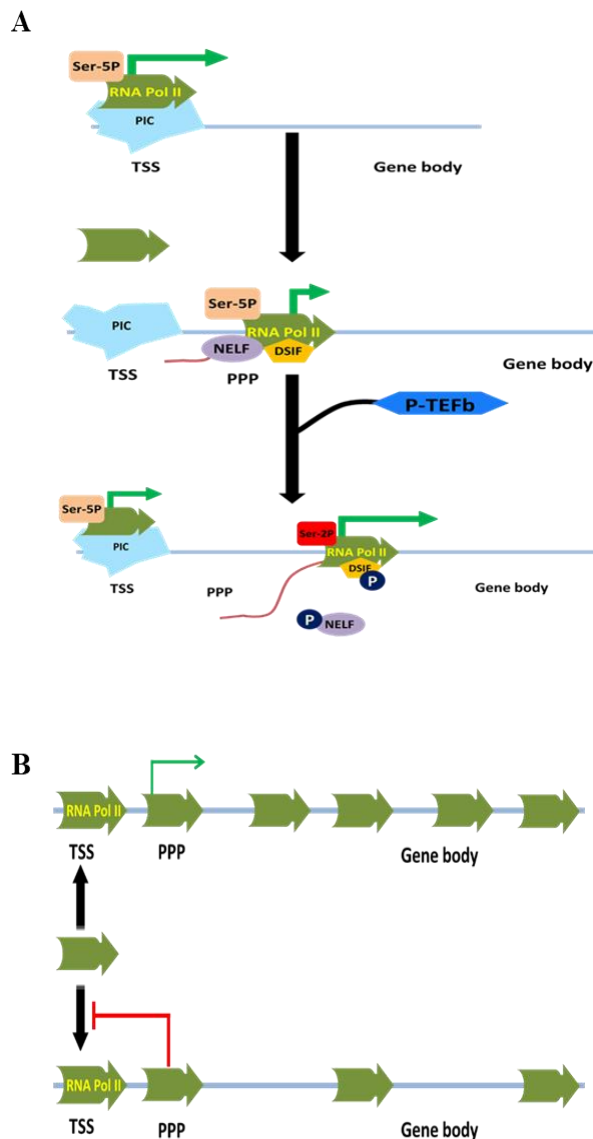 A
Ser-5P
RNA Pol II
PIC
TSS
Gene body
Ser-5P
PIC
RNA Pol II
NELF
DSIF
TSS
PPP
Gene body
P-TEFb
Ser-5P
PIC
Ser-2P
RNA Pol II
DSIF
P
TSS
PPP
Gene body
P
NELF
B
RNA Pol II
TSS
PPP
Gene body
RNA Pol II
TSS
PPP
Gene body